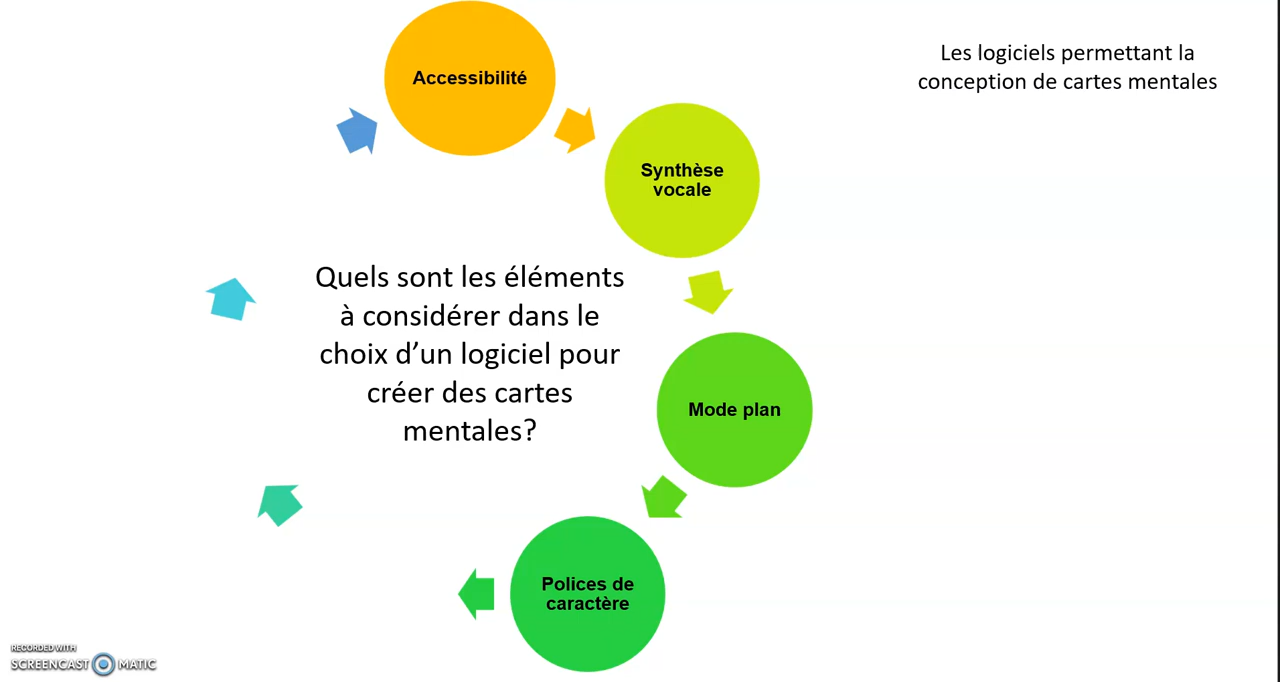 Accessibilité
Les logiciels permettant la
conception de cartes mentales
Synthèse
vocale
Quels sont les éléments
à considérer dans le
choix d’un logiciel pour
créer des cartes
mentales?
Mode plan
Polices de
caractère
RECORDED WITH
SCREENCAST MATIC